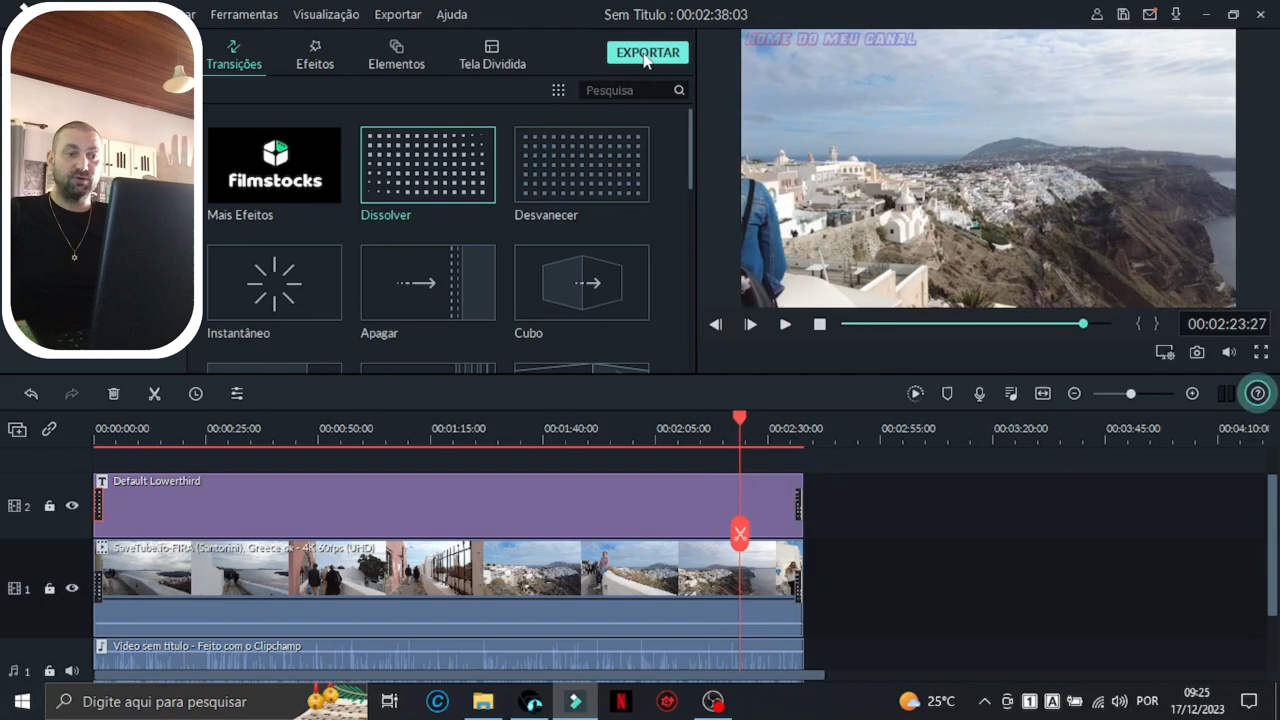 Ferramentas Visualização Exportar Ajuda Sem Titulo : 00:02:38:03
Transições Efeitos Elementos Tela Dividida EXPORTAR
Pesquisa
NOME DO MEU CANAL
filmstocks
Mais Efeitos Dissolver Desvanecer
Instantâneo Apagar Cubo
00:02:23:27
00:00:00:00 00:00:25:00 00:00:50:00 00:01:15:00 00:01:40:00 00:02:05:00 00:02:30:00 00:02:55:00 00:03:20:00 00:03:45:00 00:04:10:0
T Default Lowerthird
2
SaveTube.io-FIRA (Santorini), Greece 🇬🇷 - 4K 60fps (UHD)
1
Vídeo sem título - Feito com o Clipchamp
1
Digite aqui para pesquisar
25°C
POR
09:25
17/12/2023